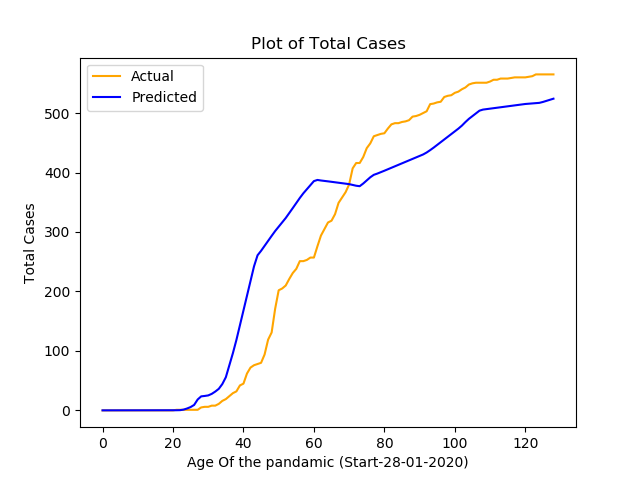 Plot of Total Cases
Actual
Predicted
Total Cases
500
400
300
200
100
0
0 20 40 60 80 100 120
Age Of the pandamic (Start-28-01-2020)